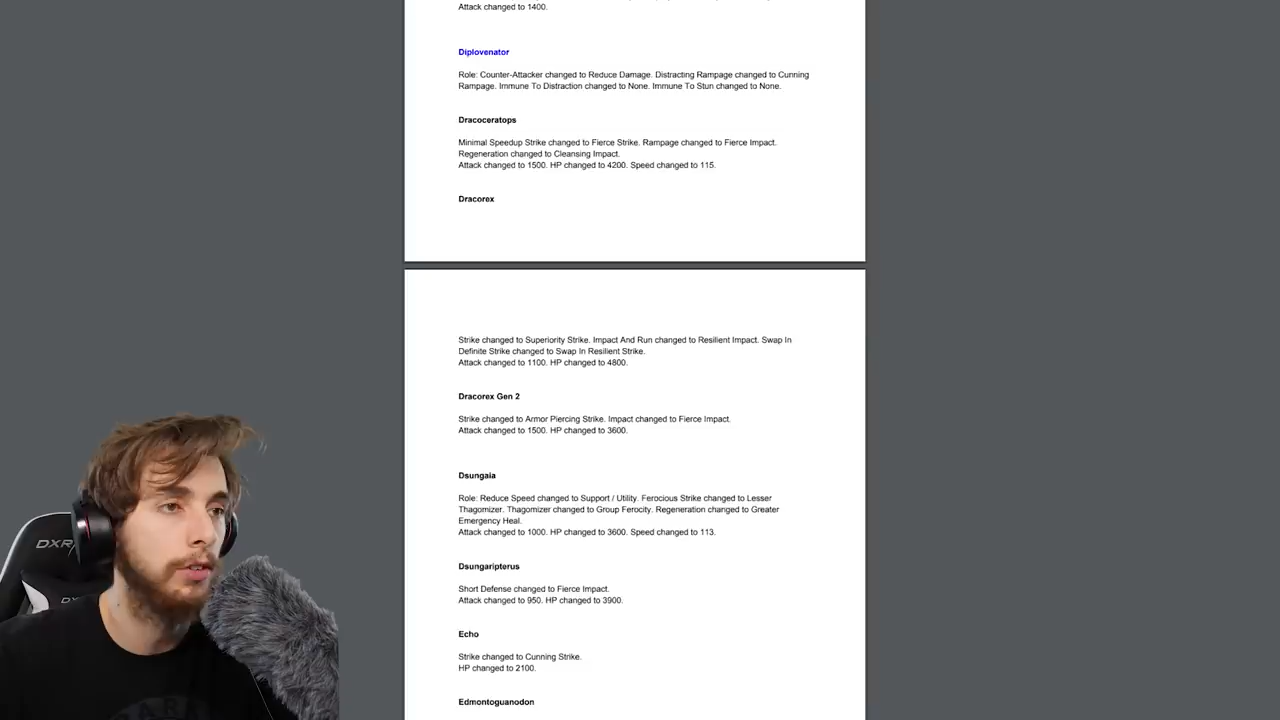 Attack changed to 1400.
Diplovenator
Role: Counter-Attacker changed to Reduce Damage. Distracting Rampage changed to Cunning
Rampage. Immune To Distraction changed to None. Immune To Stun changed to None.
Dracoceratops
Minimal Speedup Strike changed to Fierce Strike. Rampage changed to Fierce Impact.
Regeneration changed to Cleansing Impact.
Attack changed to 1500. HP changed to 4200. Speed changed to 115.
Dracorex
Strike changed to Superiority Strike. Impact And Run changed to Resilient Impact. Swap In
Definite Strike changed to Swap In Resilient Strike.
Attack changed to 1100. HP changed to 4800.
Dracorex Gen 2
Strike changed to Armor Piercing Strike. Impact changed to Fierce Impact.
Attack changed to 1500. HP changed to 3600.
Dsungaia
Role: Reduce Speed changed to Support / Utility. Ferocious Strike changed to Lesser
Thagomizer. Thagomizer changed to Group Ferocity. Regeneration changed to Greater
Emergency Heal.
Attack changed to 1000. HP changed to 3600. Speed changed to 113.
Dsungaripterus
Short Defense changed to Fierce Impact.
Attack changed to 950. HP changed to 3900.
Echo
Strike changed to Cunning Strike.
HP changed to 2100.
Edmontoguanodon
DXR